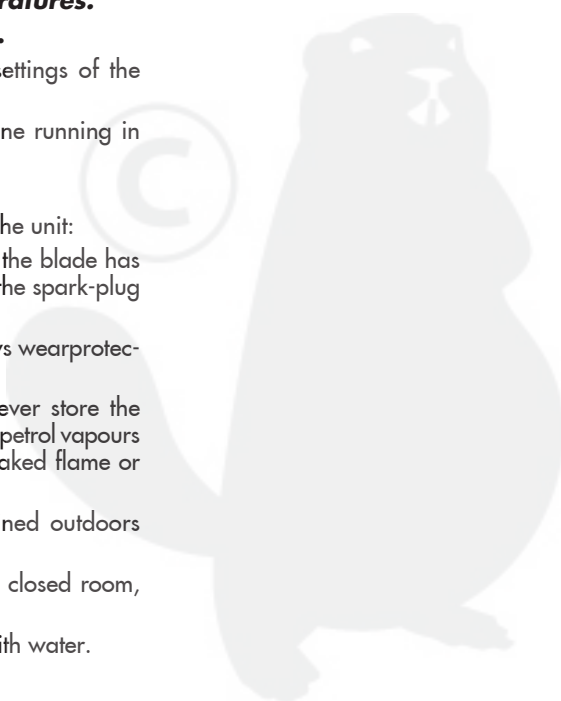 ratures.
.
settings of the
ne running in
he unit:
the blade has
the spark-plug
s wearprotec-
ever store the
petrol vapours
aked flame or
ned outdoors
closed room,
ith water.
©